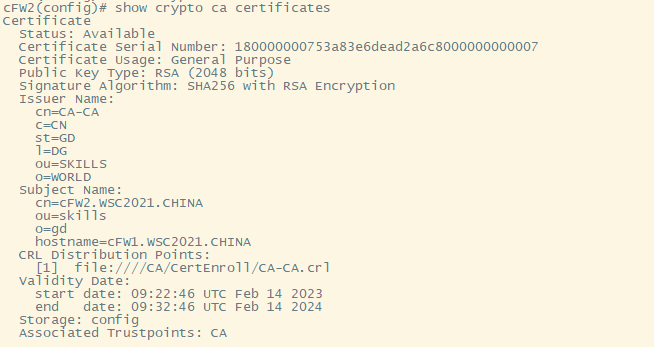 cFW2(config)# show crypto ca certificates
Certificate
  Status: Available
  Certificate Serial Number: 180000000753a83e6dead2a6c8000000000007
  Certificate Usage: General Purpose
  Public Key Type: RSA (2048 bits)
  Signature Algorithm: SHA256 with RSA Encryption
  Issuer Name:
    cn=CA-CA
    c=CN
    st=GD
    l=DG
    ou=SKILLS
    o=WORLD
  Subject Name:
    cn=cFW2.WSC2021.CHINA
    ou=skills
    o=gd
    hostname=cFW1.WSC2021.CHINA
  CRL Distribution Points:
    [1]  file:////CA/CertEnroll/CA-CA.crl
  Validity Date:
    start date: 09:22:46 UTC Feb 14 2023
    end   date: 09:32:46 UTC Feb 14 2024
  Storage: config
  Associated Trustpoints: CA